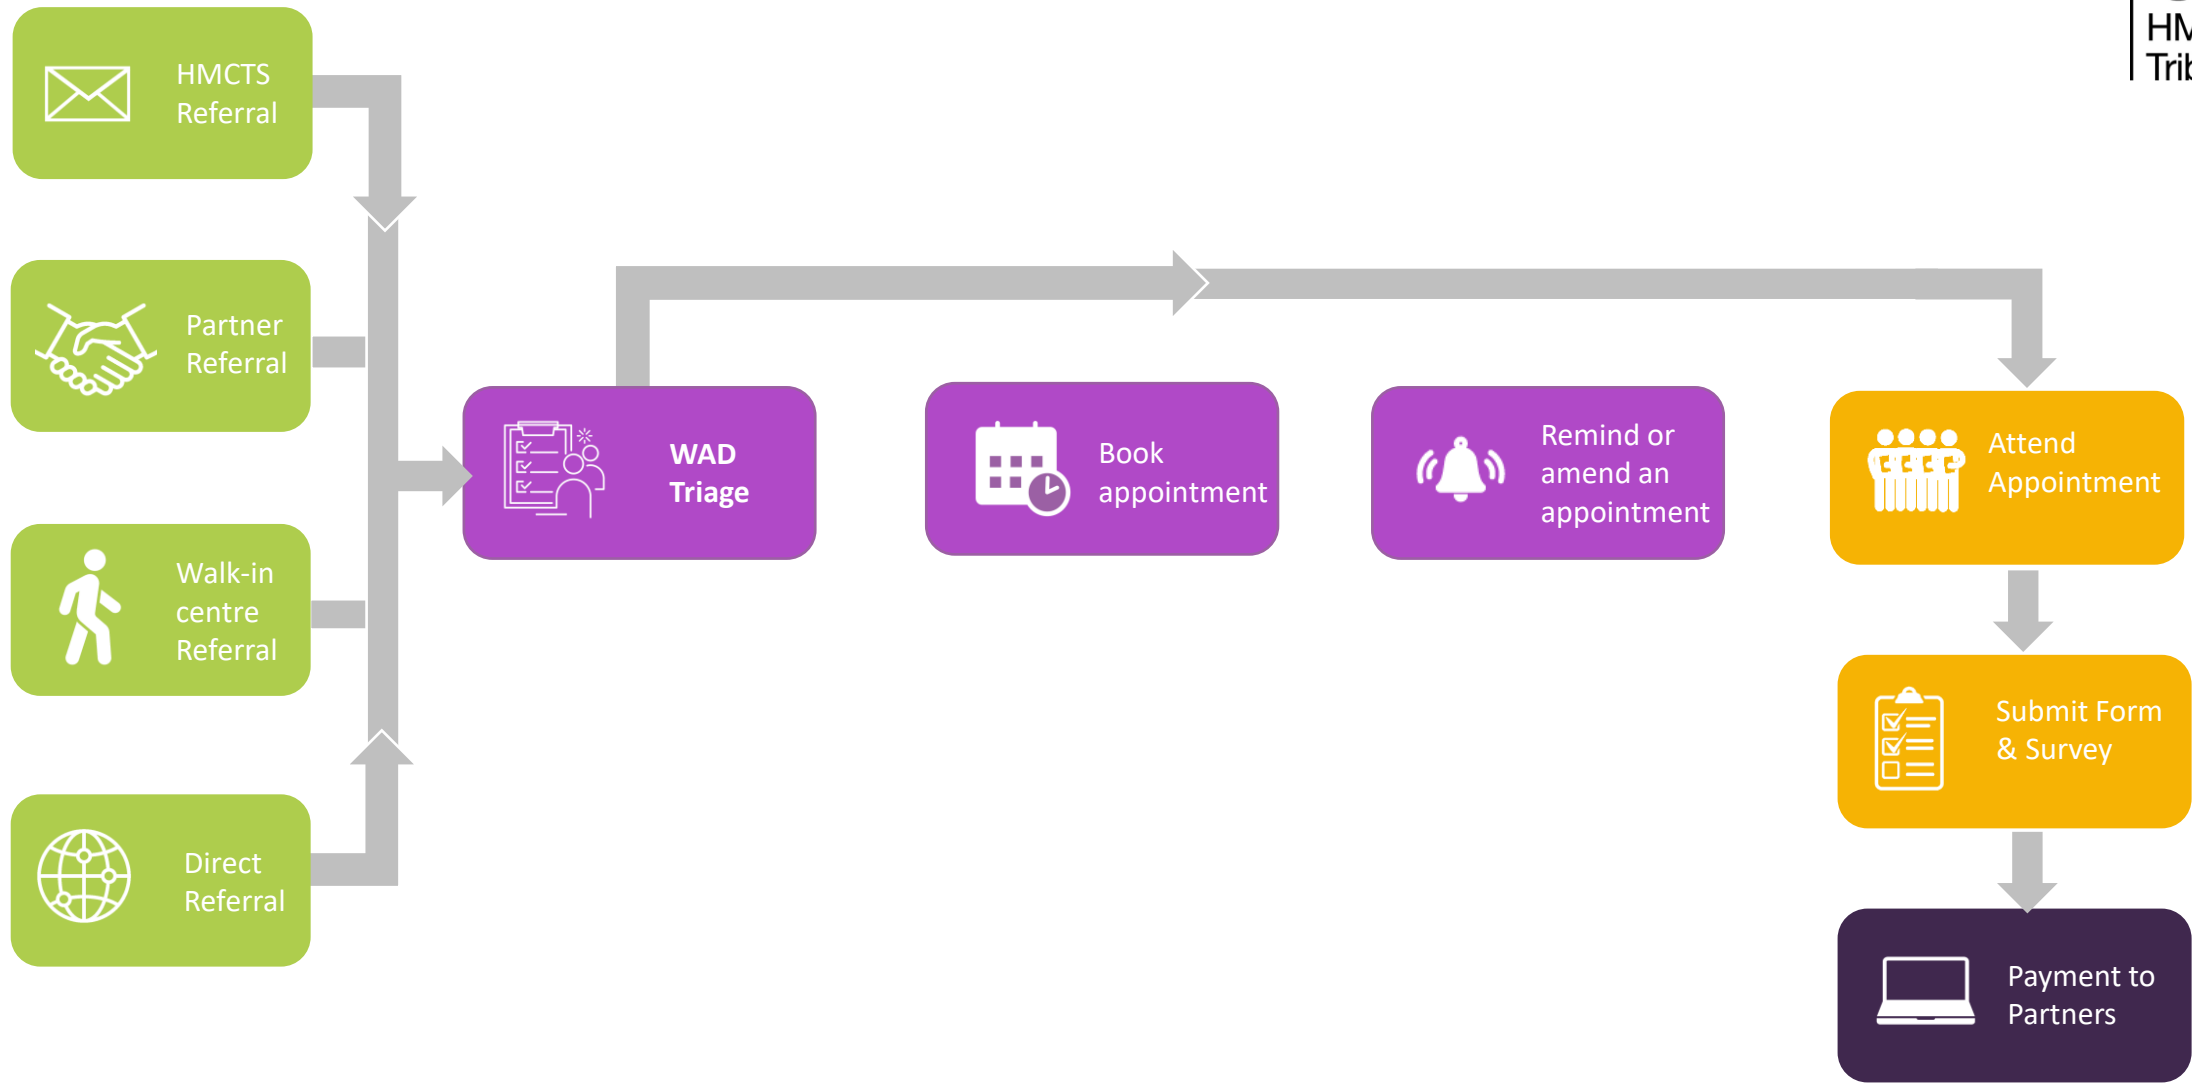 HMCTS
Referral
Partner
Referral
Walk-in
centre
Referral
Direct
Referral
WAD
Triage
Book
appointment
Remind or
amend an
appointment
Attend
Appointment
Submit Form
& Survey
Payment to
Partners